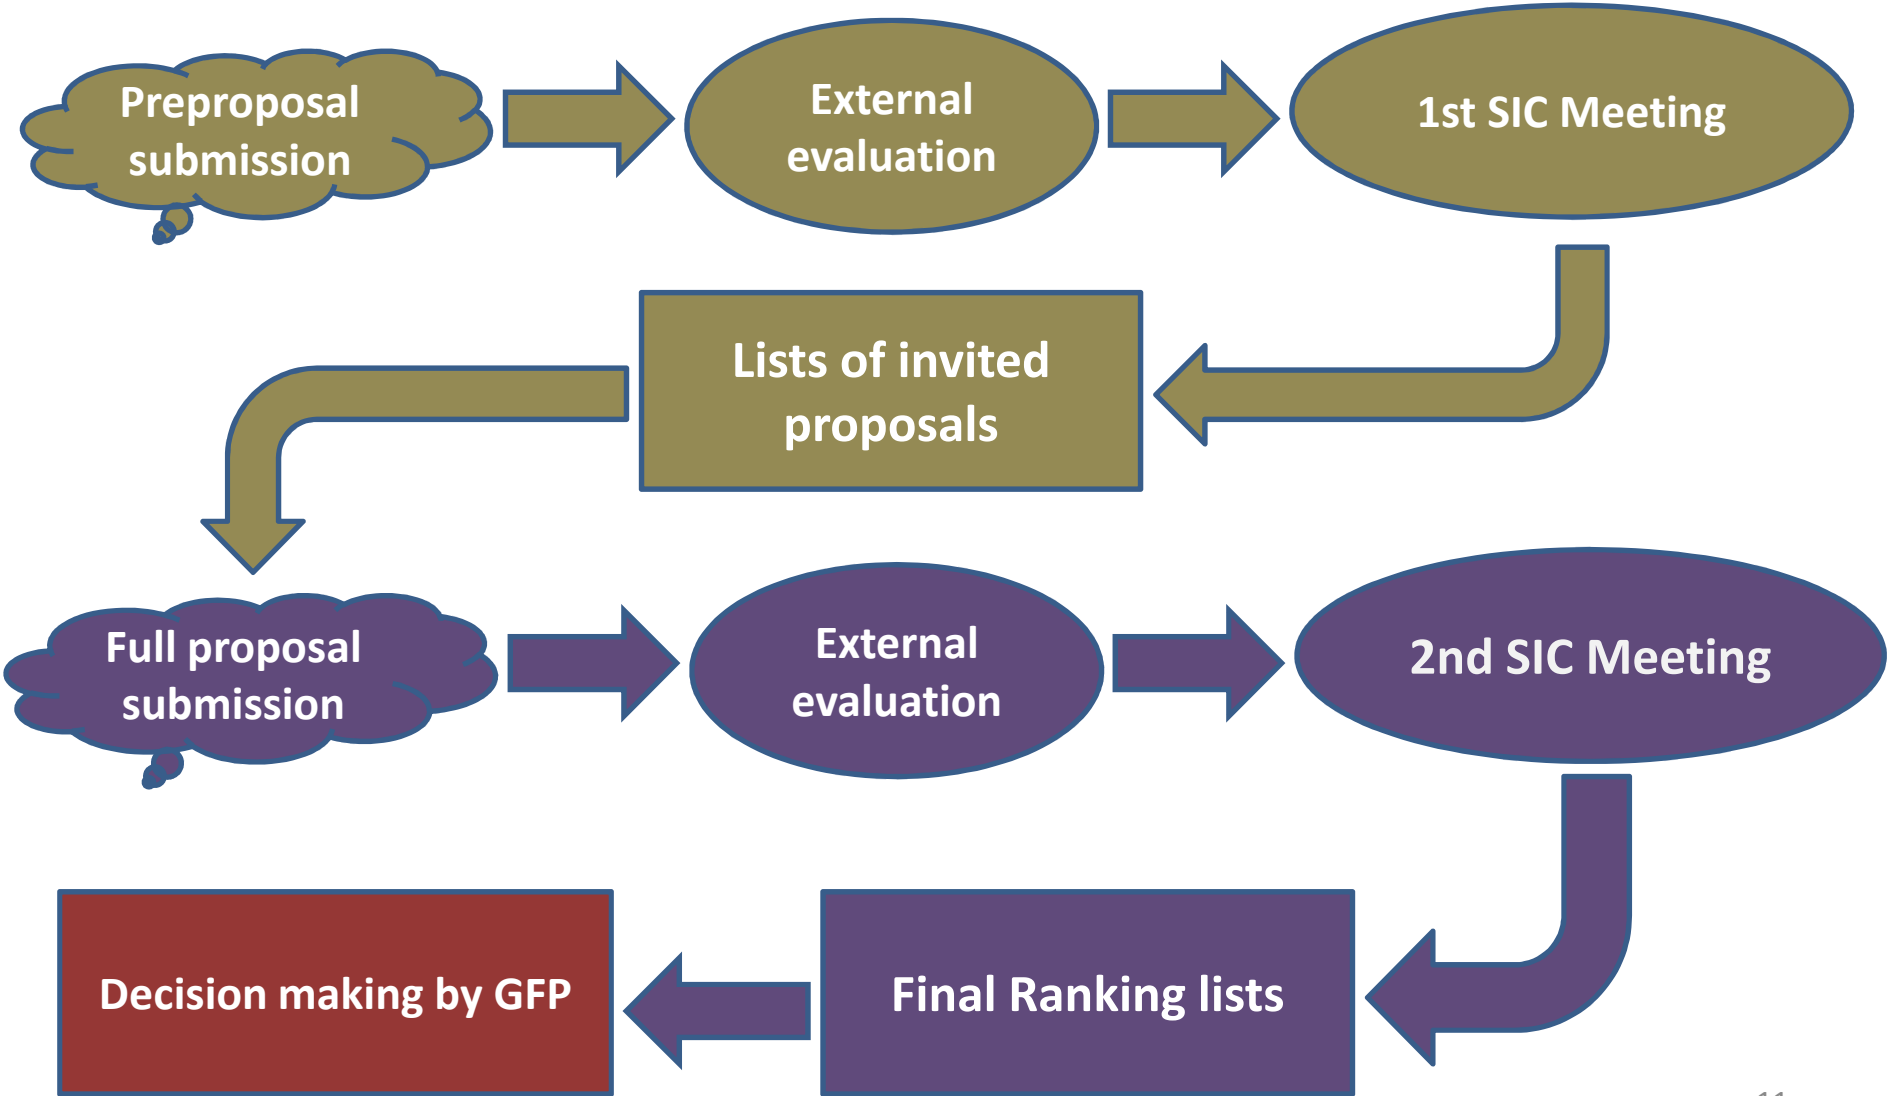 Preproposal
submission
External
evaluation
1st SIC Meeting
Lists of invited
proposals
Full proposal
submission
External
evaluation
2nd SIC Meeting
Final Ranking lists
Decision making by GFP